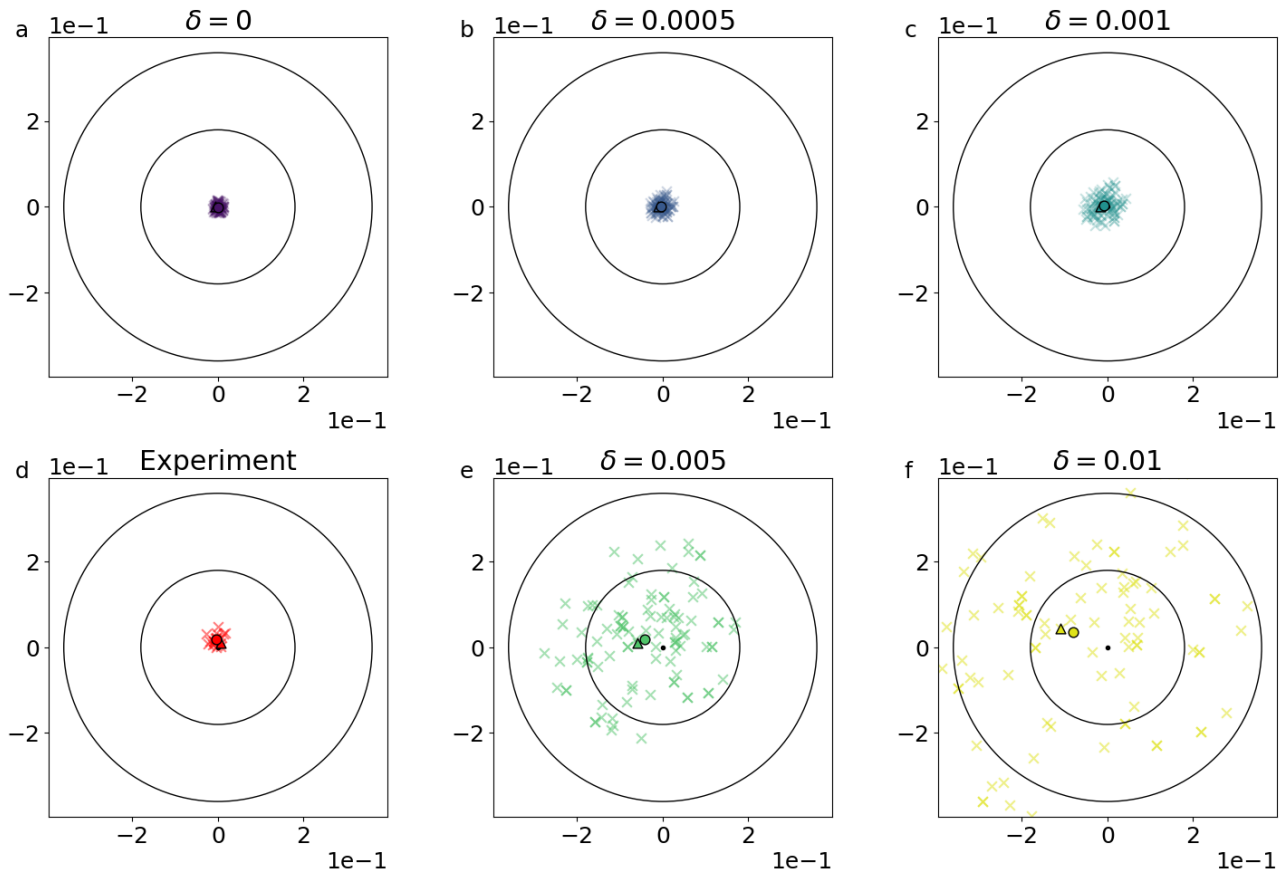 a 1e−1 δ = 0
b 1e−1 δ = 0.0005
c 1e−1 δ = 0.001
2 2 2
0 0 0
−2 −2 −2
−2 0 2 −2 0 2 −2 0 2
1e−1 1e−1 1e−1
d 1e−1 Experiment
e 1e−1 δ = 0.005
f 1e−1 δ = 0.01
2 2 2
0 0 0
−2 −2 −2
−2 0 2 −2 0 2 −2 0 2
1e−1 1e−1 1e−1